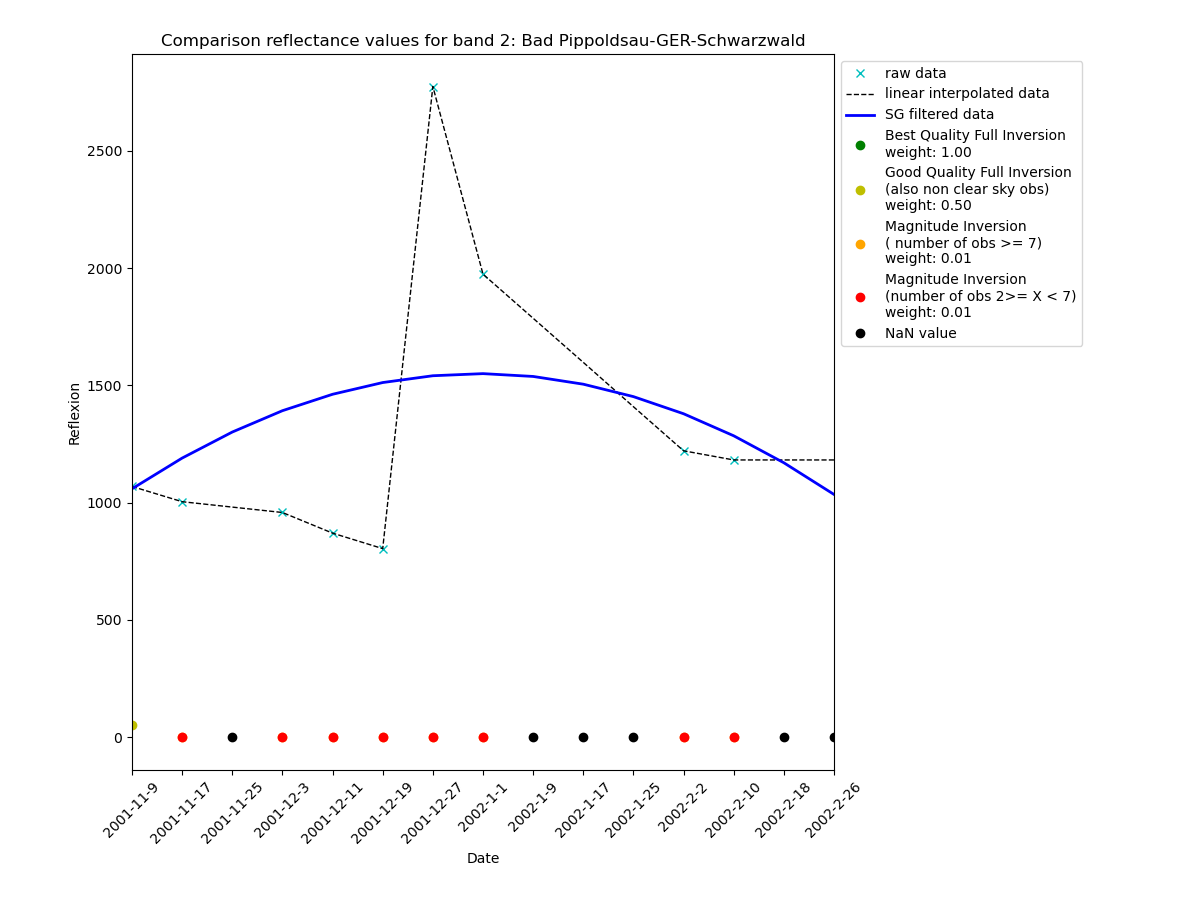 Comparison reflectance values for band 2: Bad Pippoldsau-GER-Schwarzwald
raw data
linear interpolated data
SG filtered data
Best Quality Full Inversion
weight: 1.00
Good Quality Full Inversion
(also non clear sky obs)
weight: 0.50
Magnitude Inversion
( number of obs >= 7)
weight: 0.01
Magnitude Inversion
(number of obs 2>= X < 7)
weight: 0.01
NaN value
Reflexion
2500
2000
1500
1000
500
0
2001-11-9
2001-11-17
2001-11-25
2001-12-3
2001-12-11
2001-12-19
2001-12-27
2002-1-1
2002-1-9
2002-1-17
2002-1-25
2002-2-2
2002-2-10
2002-2-18
2002-2-26
Date